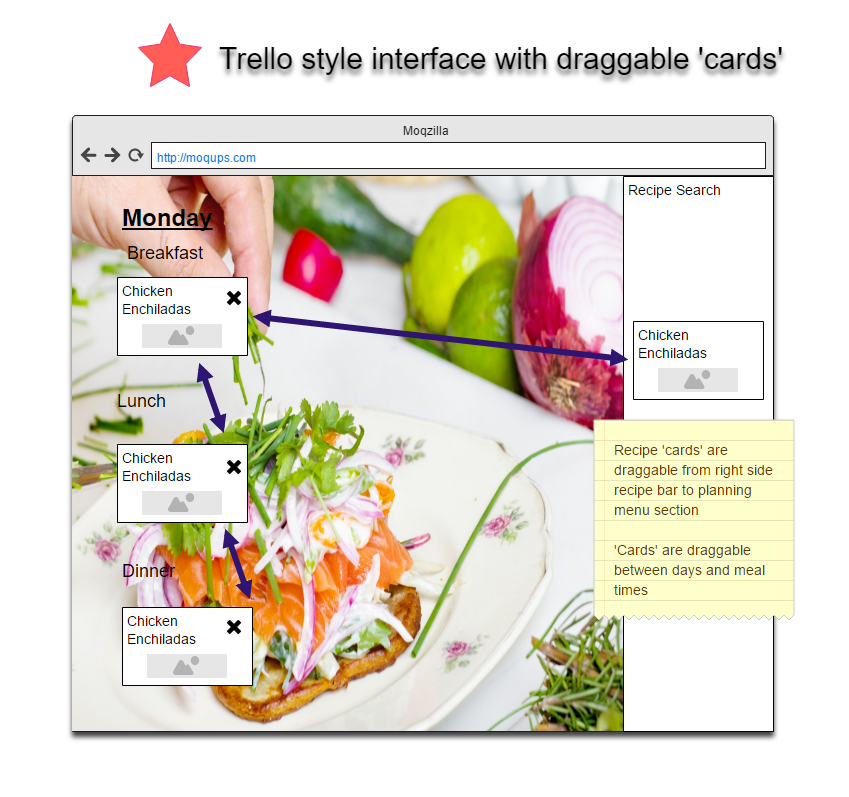 Trello style interface with draggable 'cards'
Moqzilla
http://moqups.com
Monday
Breakfast
Chicken
Enchiladas
Lunch
Chicken
Enchiladas
Dinner
Chicken
Enchiladas
Recipe Search
Chicken
Enchiladas
Recipe 'cards' are
draggable from right side
recipe bar to planning
menu section
'Cards' are draggable
between days and meal
times